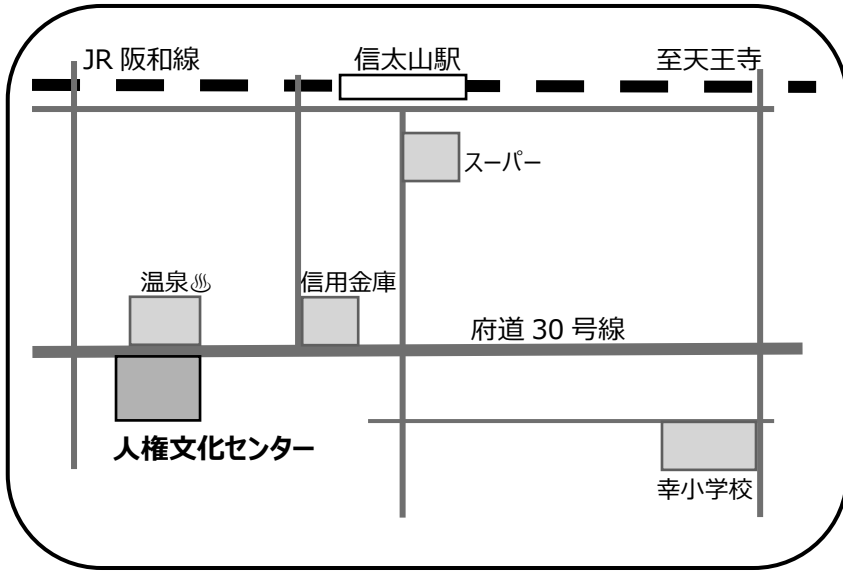 JR 阪和線
信太山駅
至天王寺
スーパー
温泉♨
信用金庫
府道 30 号線
人権文化センター
幸小学校